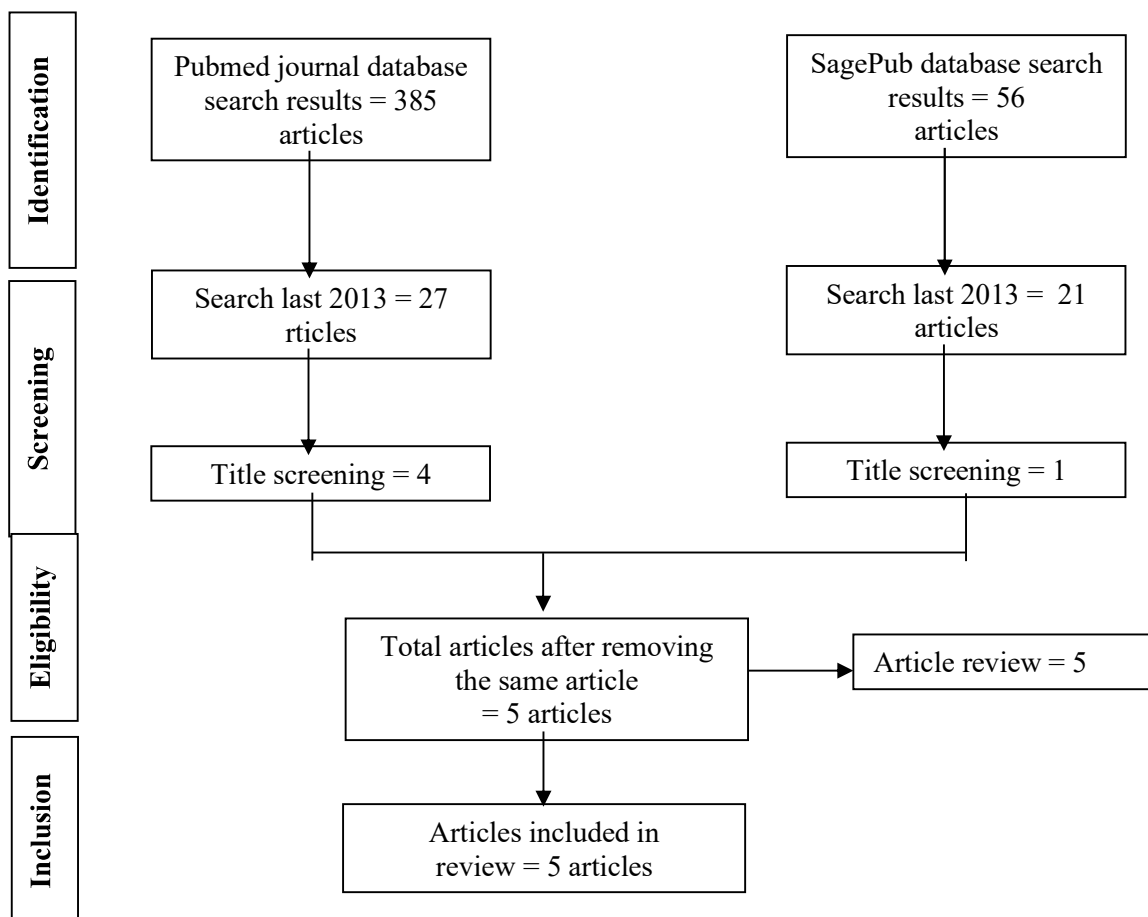 Identification
Pubmed journal database
search results = 385
articles
SagePub database search
results = 56
articles
Screening
Search last 2013 = 27
rticles
Search last 2013 = 21
articles
Title screening = 4
Title screening = 1
Eligibility
Total articles after removing
the same article
= 5 articles
Article review = 5
Inclusion
Articles included in
review = 5 articles